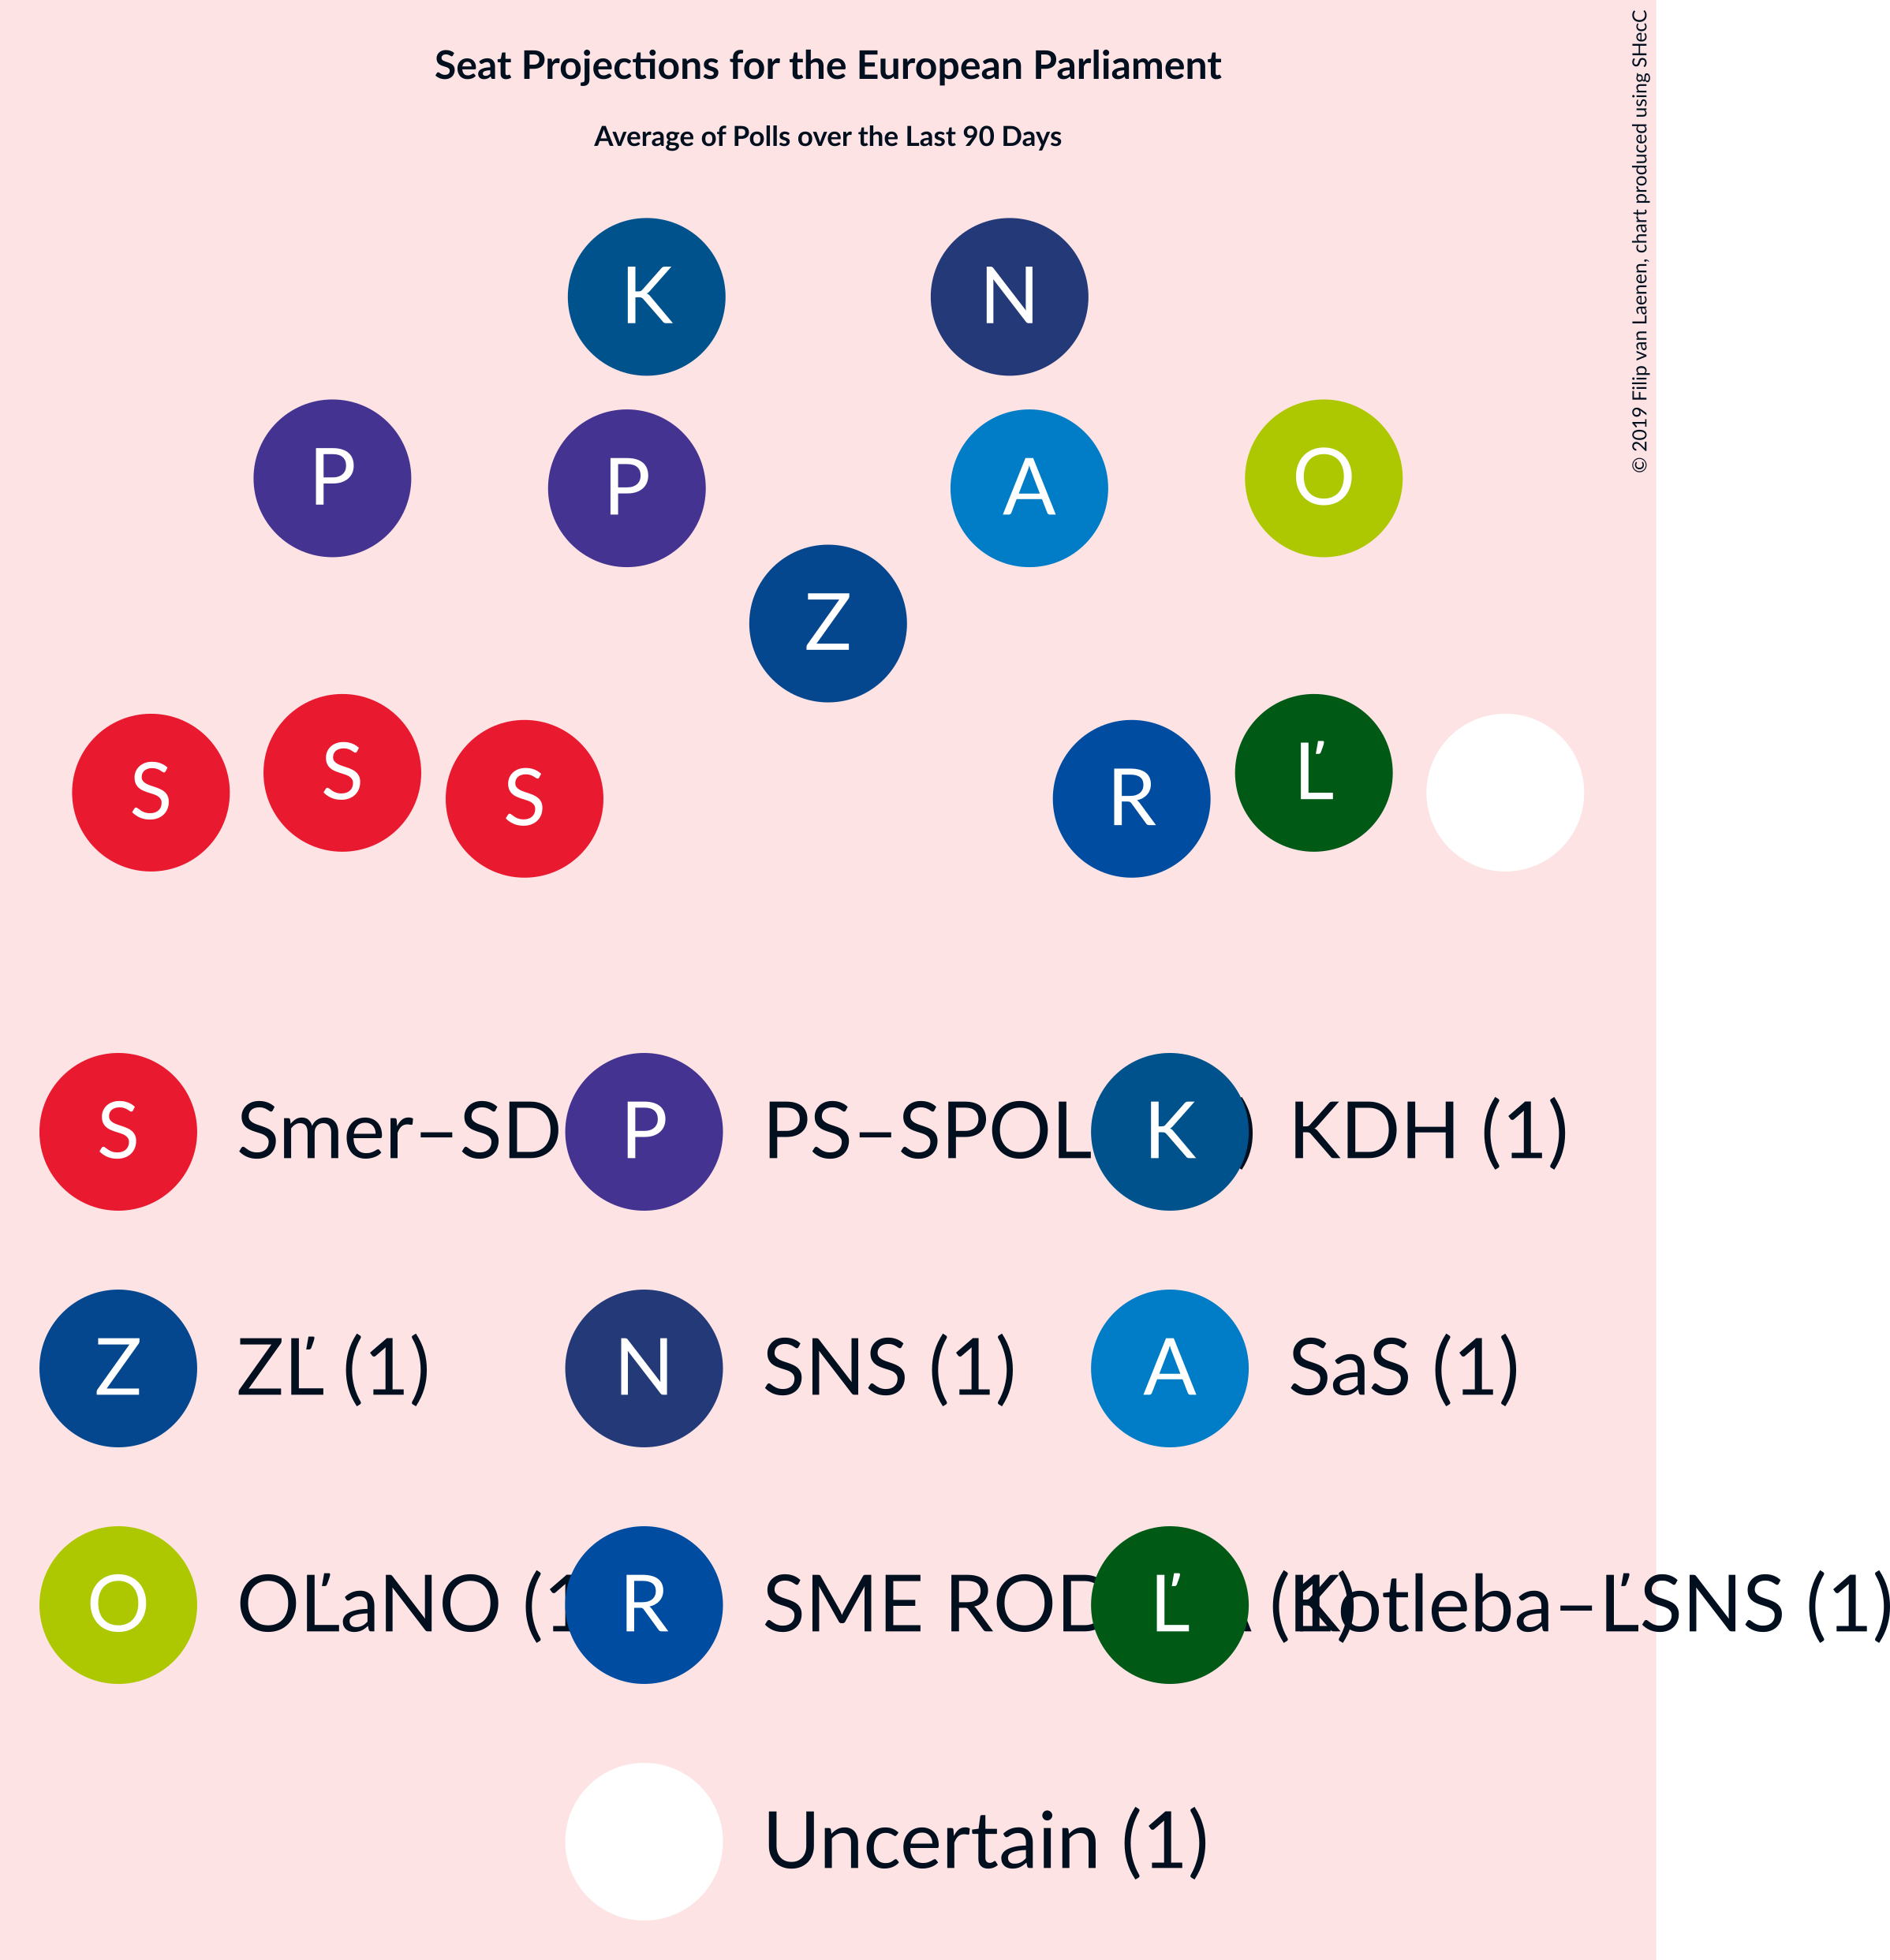 Seat Projections for the European Parliament
Average of Polls over the Last 90 Days
© 2019 Filip van Laenen, chart produced using SHecC
K N
P P A O
Z
S S S R Ľ
S Smer–SD P PS–SPOL K ) KDH (1)
Z ZĽ (1) N SNS (1) A SaS (1)
O OĽaNO (1 R SME ROD Ľ (1) Kotleba–ĽSNS (1)
Uncertain (1)